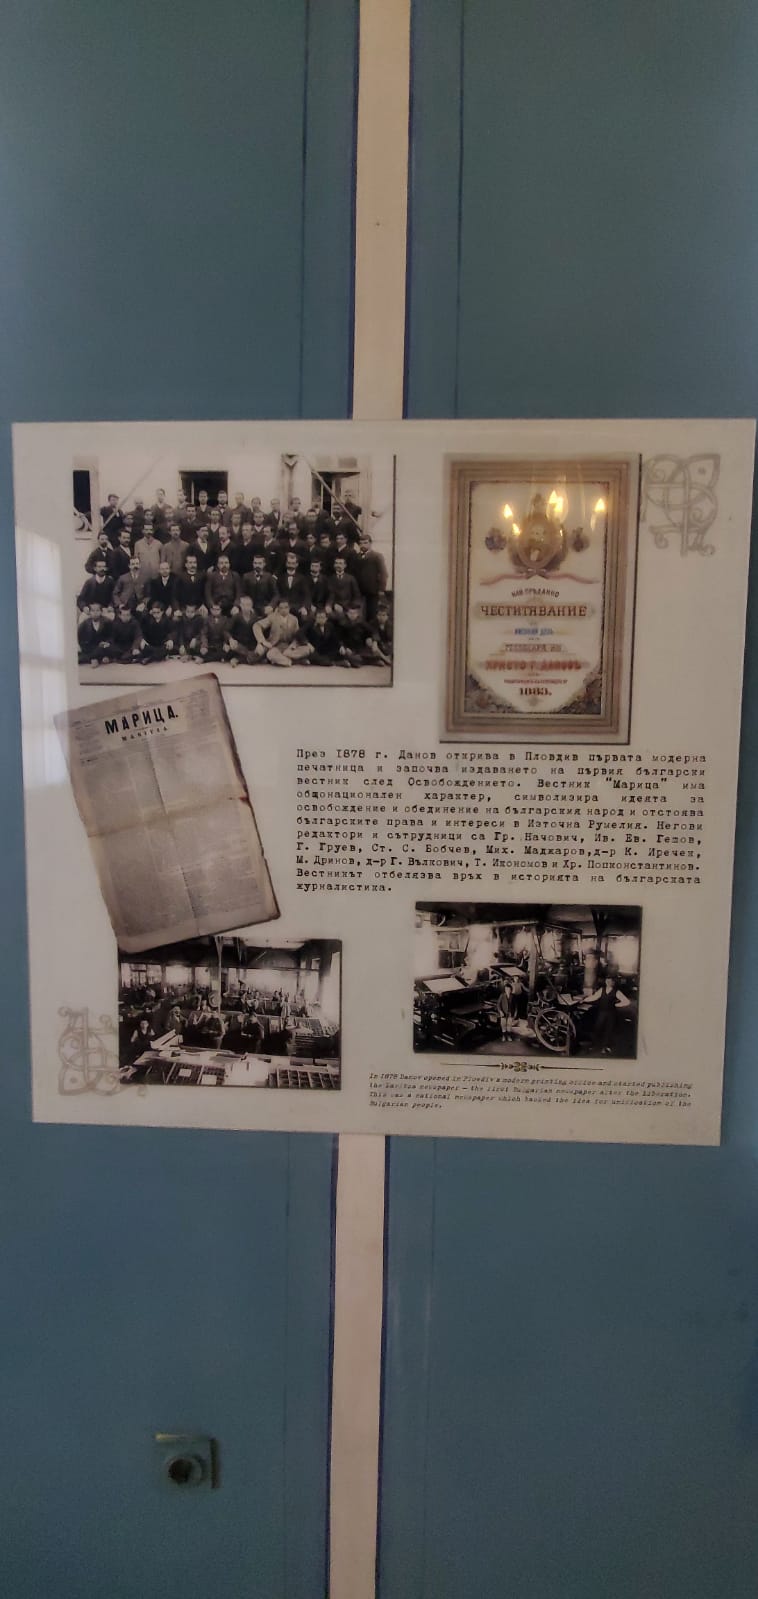 НАЙ ПРѢДАННО
ЧЕСТИТЯВАНИЕ
ХРИСТО Г. ДАНОВЪ
1883.
МАРИЦА.
MARITZA
През 1878 г. Данов открива в Пловдив първата модерна
печатница и започва издаването на първия български
вестник след Освобождението. Вестник "Марица" има
общонационален характер, символизира идеята за
освобождение и обединение на българския народ и отстоява
българските права и интереси в Източна Румелия. Негови
редактори и сътрудници са Гр. Начович, Ив. Ев. Гешов,
Г. Груев, Ст. С. Бобчев, Мих. Маджаров, д-р К. Иречек,
М. Дринов, д-р Г. Вълкович, Т. Икономов и Хр. Попконстантинов.
Вестникът отбелязва връх в историята на българската
журналистика.
In 1878 Danov opened in Plovdiv a modern printing office and started publishing
the Maritsa newspaper – the first Bulgarian newspaper after the liberation.
This was a national newspaper which backed the idea for unification of the
Bulgarian people.